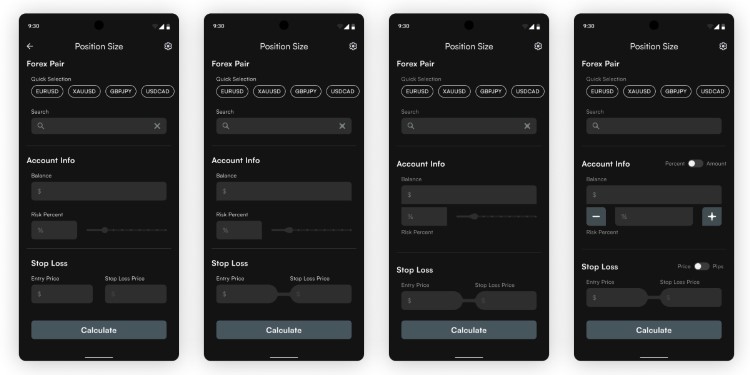 9:30
Position Size
Forex Pair
Quick Selection
EURUSD XAUUSD GBPJPY USDCAD
Search
Account Info
Balance
$
Risk Percent
%
Stop Loss
Entry Price Stop Loss Price
$ $
Calculate
9:30
Position Size
Forex Pair
Quick Selection
EURUSD XAUUSD GBPJPY USDCAD
Search
Account Info
Balance
$
Risk Percent
%
Stop Loss
Entry Price Stop Loss Price
$ $
Calculate
9:30
Position Size
Forex Pair
Quick Selection
EURUSD XAUUSD GBPJPY USDCAD
Search
Account Info
Balance
$
%
Risk Percent
Stop Loss
Entry Price Stop Loss Price
$ $
Calculate
9:30
Position Size
Forex Pair
Quick Selection
EURUSD XAUUSD GBPJPY USDCAD
Search
Account Info Percent Amount
Balance
$
%
Risk Percent
Stop Loss Price Pips
Entry Price Stop Loss Price
$ $
Calculate